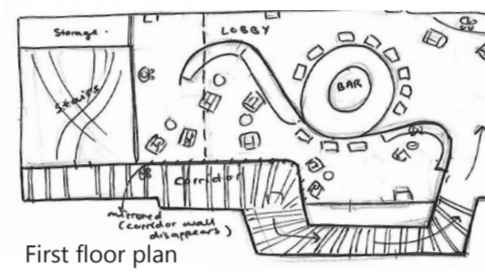 Storage.
LOBBY
BAR
Stairs
Corridor
mirrored
(corridor wall
disappears)
First floor plan